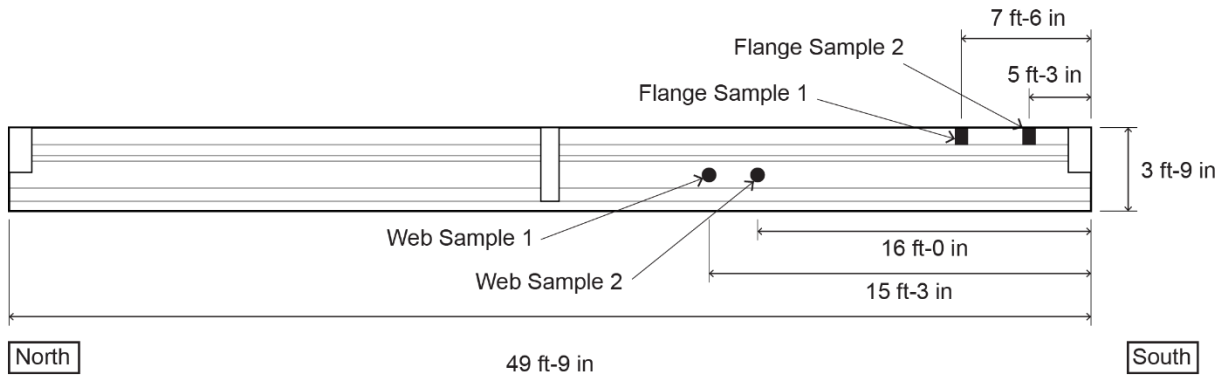 7 ft-6 in
Flange Sample 2
5 ft-3 in
Flange Sample 1
3 ft-9 in
Web Sample 1
16 ft-0 in
Web Sample 2
15 ft-3 in
North
49 ft-9 in
South